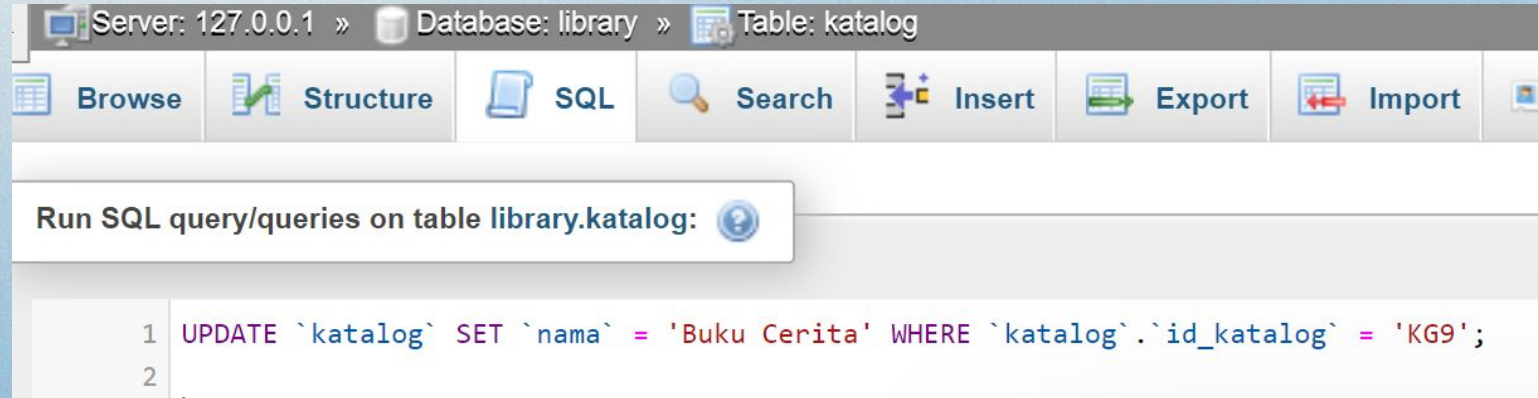 Server: 127.0.0.1 » Database: library » Table: katalog
Browse Structure SQL Search Insert Export Import
Run SQL query/queries on table library.katalog:
1 UPDATE `katalog` SET `nama` = 'Buku Cerita' WHERE `katalog`.`id_katalog` = 'KG9';
2